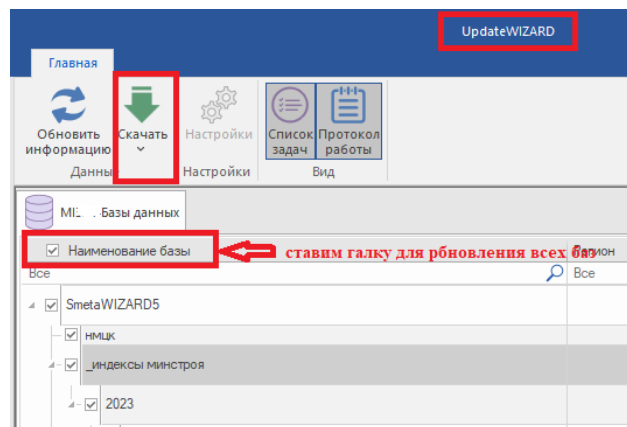 UpdateWIZARD
Главная
Обновить информацию
Скачать
Настройки
Список задач
Протокол работы
Данны
Настройки
Вид
Базы данных
Наименование базы
ставим галку для рбновления всех баз
Регион
Все
Все
SmetaWIZARD5
нмцк
_индексы минстроя
2023